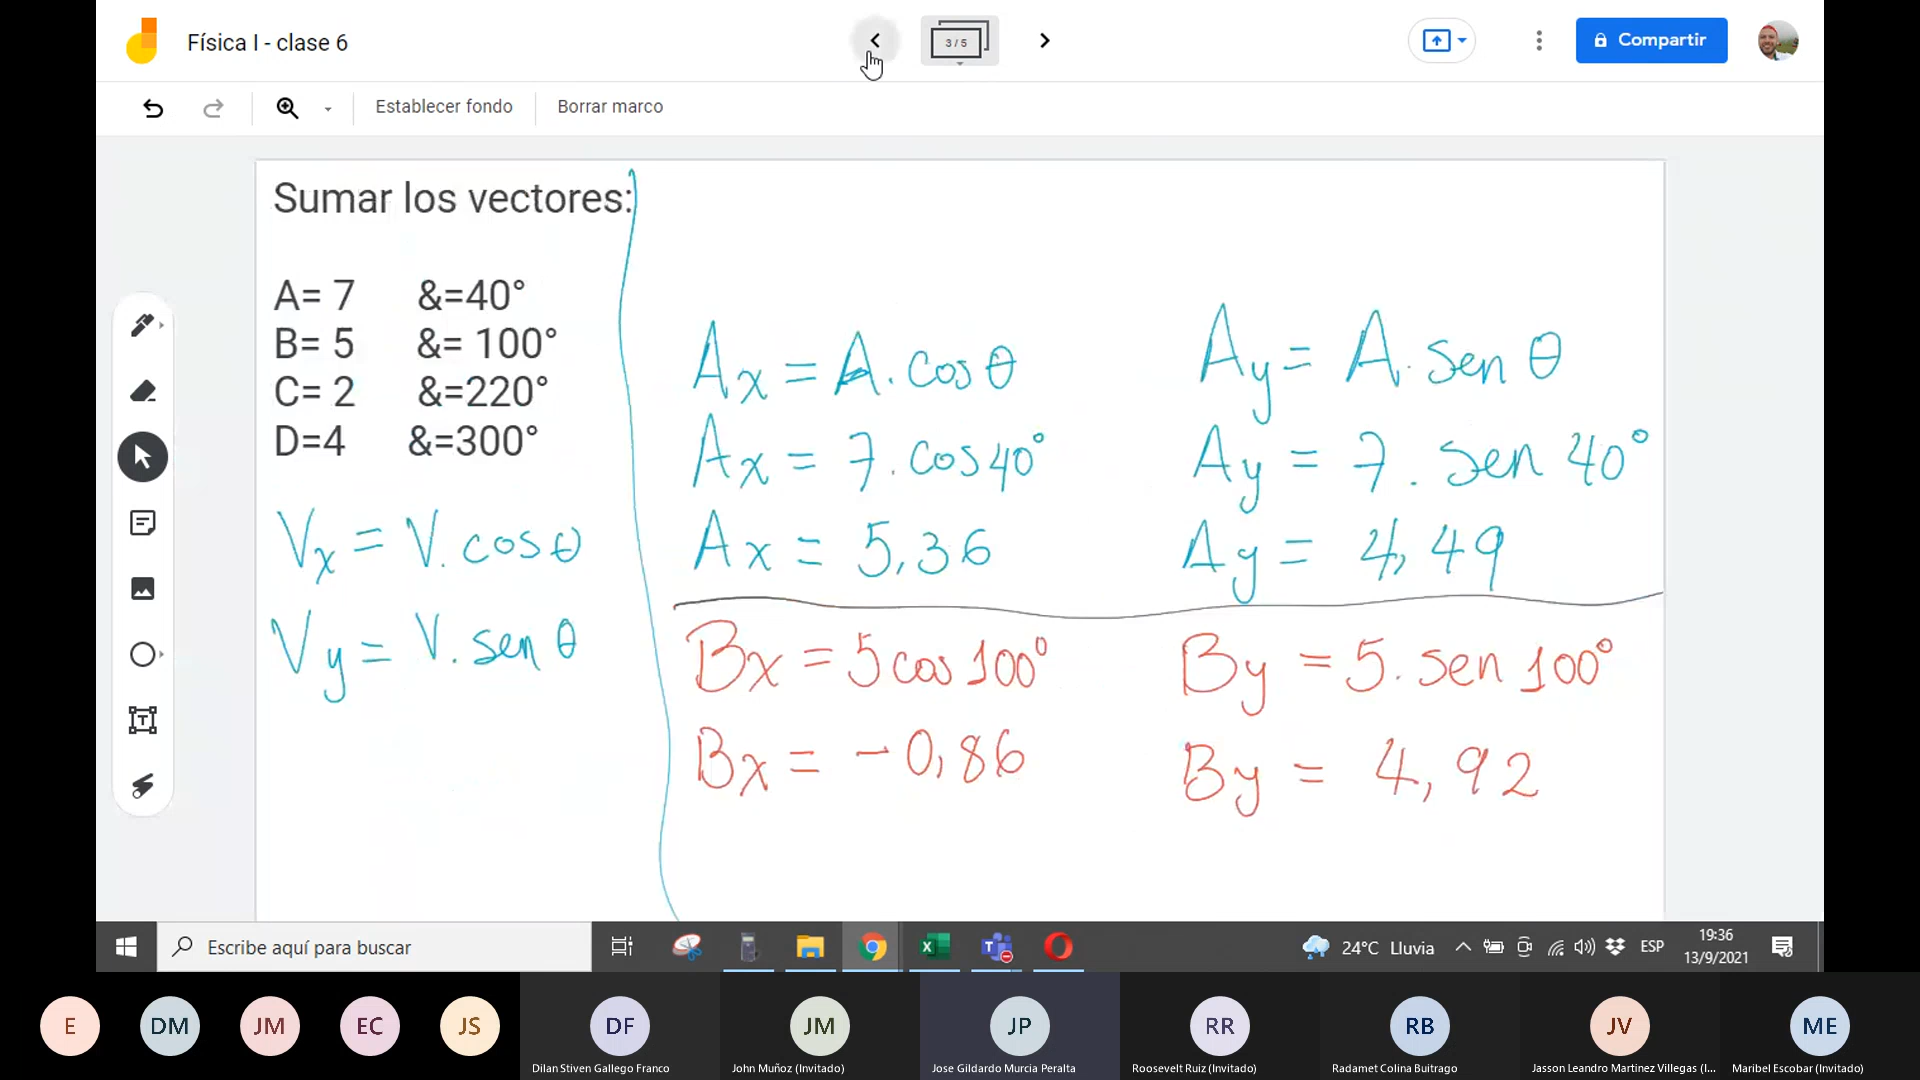 Física I - clase 6
3 / 5
Compartir
Establecer fondo
Borrar marco
Sumar los vectores:
A= 7 &=40°
B= 5 &= 100°
C= 2 &=220°
D=4 &=300°
Vx = V. cos θ
Vy = V. sen θ
Ax = A. cos θ
Ay = A. sen θ
Ax = 7. cos 40°
Ay = 7. sen 40°
Ax = 5,36
Ay = 4,49
Bx = 5 cos 100°
By = 5. sen 100°
Bx = -0,86
By = 4,92
Escribe aquí para buscar
24°C Lluvia
ESP
19:36
13/9/2021
E
DM
JM
EC
JS
DF
JM
JP
RR
RB
JV
ME
Dilan Stiven Gallego Franco
John Muñoz (Invitado)
Jose Gildardo Murcia Peralta
Roosevelt Ruiz (Invitado)
Radamet Colina Buitrago
Jasson Leandro Martinez Villegas (I...
Maribel Escobar (Invitado)